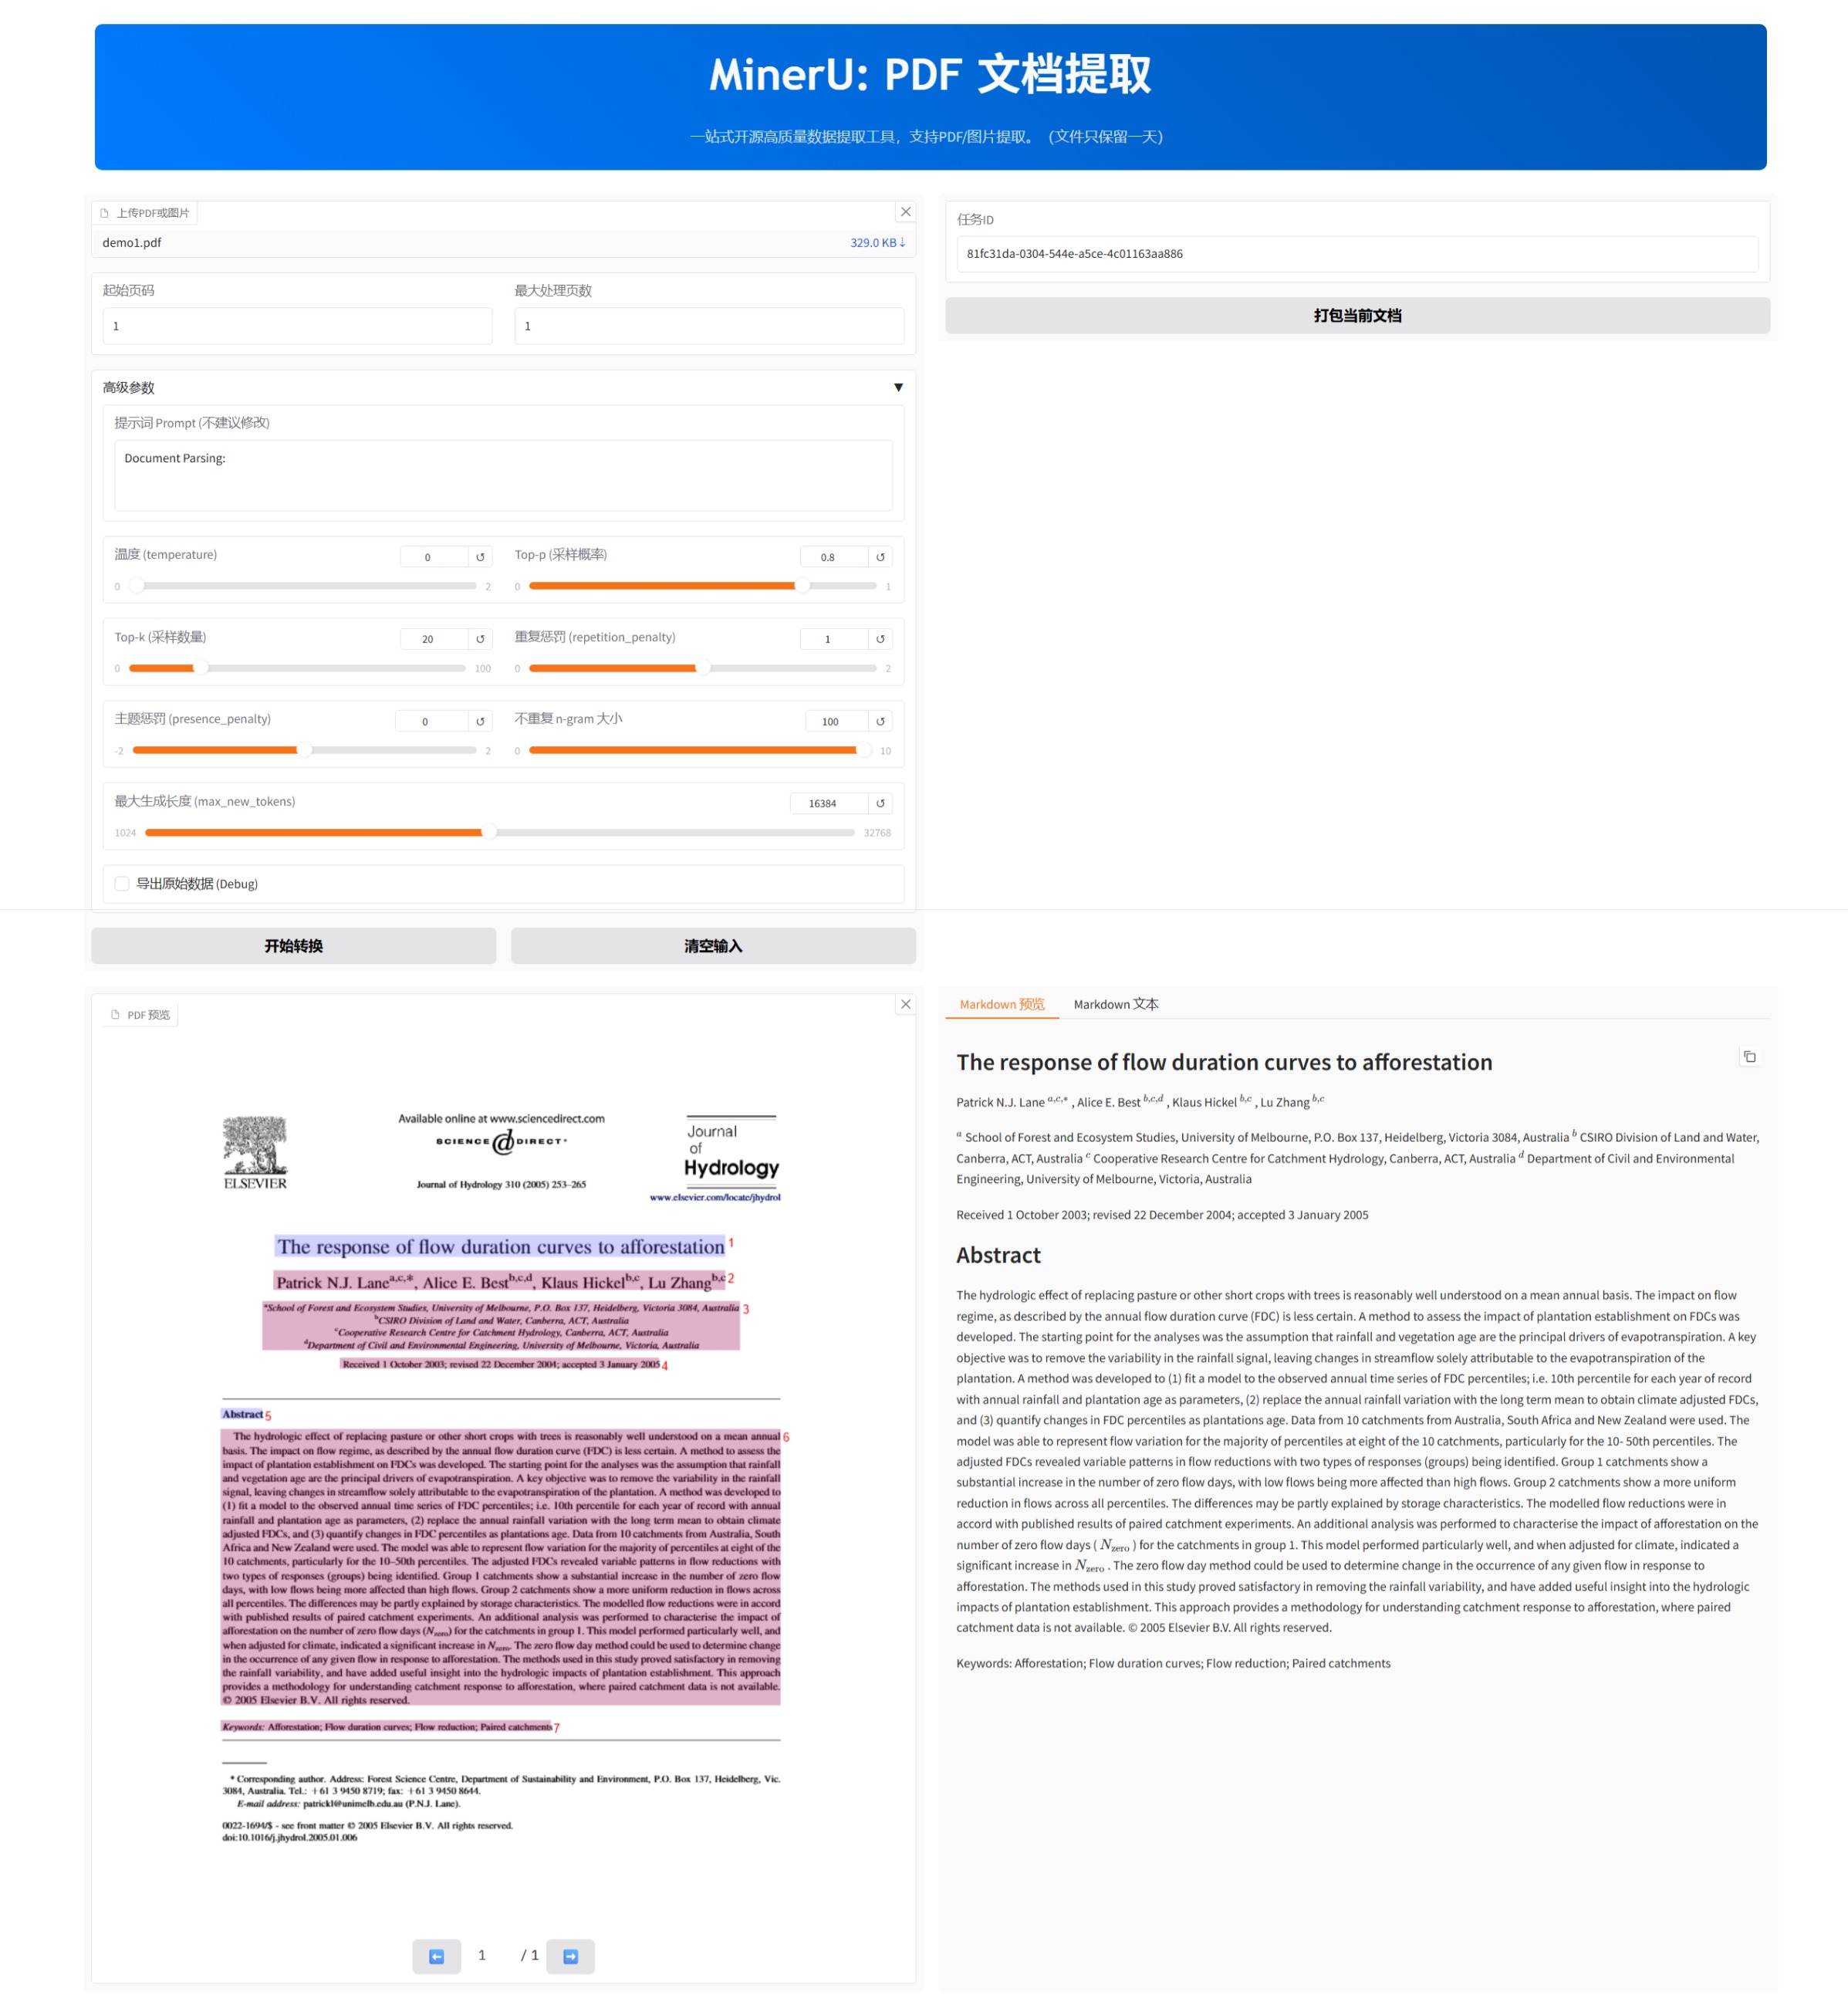 MinerU: PDF 文档提取
一站式开源高质量数据提取工具，支持PDF/图片提取。（文件只保留一天）
上传PDF或图片
demo1.pdf
329.0 KB ↓
起始页码
1
最大处理页数
1
高级参数
▼
提示词 Prompt (不建议修改)
Document Parsing:
温度 (temperature)
0
0
2
Top-p (采样概率)
0.8
0
1
Top-k (采样数量)
20
0
100
重复惩罚 (repetition_penalty)
1
0
2
主题惩罚 (presence_penalty)
0
-2
2
不重复 n-gram 大小
100
0
10
最大生成长度 (max_new_tokens)
16384
1024
32768
导出原始数据 (Debug)
开始转换
清空输入
任务ID
81fc31da-0304-544e-a5ce-4c01163aa886
打包当前文档
PDF 预览
ELSEVIER
Available online at www.sciencedirect.com
SCIENCE DIRECT
Journal of Hydrology 310 (2005) 253–265
Journal
of
Hydrology
www.elsevier.com/locate/jhydrol
The response of flow duration curves to afforestation 1
Patrick N.J. Lane a,c,*, Alice E. Best b,c,d, Klaus Hickel b,c, Lu Zhang b,c 2
a School of Forest and Ecosystem Studies, University of Melbourne, P.O. Box 137, Heidelberg, Victoria 3084, Australia 3
b CSIRO Division of Land and Water, Canberra, ACT, Australia
c Cooperative Research Centre for Catchment Hydrology, Canberra, ACT, Australia
d Department of Civil and Environmental Engineering, University of Melbourne, Victoria, Australia
Received 1 October 2003; revised 22 December 2004; accepted 3 January 2005 4
Abstract 5
The hydrologic effect of replacing pasture or other short crops with trees is reasonably well understood on a mean annual 6
basis. The impact on flow regime, as described by the annual flow duration curve (FDC) is less certain. A method to assess the
impact of plantation establishment on FDCs was developed. The starting point for the analyses was the assumption that rainfall
and vegetation age are the principal drivers of evapotranspiration. A key objective was to remove the variability in the rainfall
signal, leaving changes in streamflow solely attributable to the evapotranspiration of the plantation. A method was developed to
(1) fit a model to the observed annual time series of FDC percentiles; i.e. 10th percentile for each year of record with annual
rainfall and plantation age as parameters, (2) replace the annual rainfall variation with the long term mean to obtain climate
adjusted FDCs, and (3) quantify changes in FDC percentiles as plantations age. Data from 10 catchments from Australia, South
Africa and New Zealand were used. The model was able to represent flow variation for the majority of percentiles at eight of the
10 catchments, particularly for the 10–50th percentiles. The adjusted FDCs revealed variable patterns in flow reductions with
two types of responses (groups) being identified. Group 1 catchments show a substantial increase in the number of zero flow
days, with low flows being more affected than high flows. Group 2 catchments show a more uniform reduction in flows across
all percentiles. The differences may be partly explained by storage characteristics. The modelled flow reductions were in accord
with published results of paired catchment experiments. An additional analysis was performed to characterise the impact of
afforestation on the number of zero flow days (Nzero) for the catchments in group 1. This model performed particularly well, and
when adjusted for climate, indicated a significant increase in Nzero. The zero flow day method could be used to determine change
in the occurrence of any given flow in response to afforestation. The methods used in this study proved satisfactory in removing
the rainfall variability, and have added useful insight into the hydrologic impacts of plantation establishment. This approach
provides a methodology for understanding catchment response to afforestation, where paired catchment data is not available.
© 2005 Elsevier B.V. All rights reserved.
Keywords: Afforestation; Flow duration curves; Flow reduction; Paired catchments 7
* Corresponding author. Address: Forest Science Centre, Department of Sustainability and Environment, P.O. Box 137, Heidelberg, Vic.
3084, Australia. Tel.: +61 3 9450 8719; fax: +61 3 9450 8644.
E-mail address: patrickl@unimelb.edu.au (P.N.J. Lane).
0022-1694/$ - see front matter © 2005 Elsevier B.V. All rights reserved.
doi:10.1016/j.jhydrol.2005.01.006
1
/ 1
Markdown 预览
Markdown 文本
The response of flow duration curves to afforestation
Patrick N.J. Lane a,c,* , Alice E. Best b,c,d , Klaus Hickel b,c , Lu Zhang b,c
a School of Forest and Ecosystem Studies, University of Melbourne, P.O. Box 137, Heidelberg, Victoria 3084, Australia b CSIRO Division of Land and Water,
Canberra, ACT, Australia c Cooperative Research Centre for Catchment Hydrology, Canberra, ACT, Australia d Department of Civil and Environmental
Engineering, University of Melbourne, Victoria, Australia
Received 1 October 2003; revised 22 December 2004; accepted 3 January 2005
Abstract
The hydrologic effect of replacing pasture or other short crops with trees is reasonably well understood on a mean annual basis. The impact on flow
regime, as described by the annual flow duration curve (FDC) is less certain. A method to assess the impact of plantation establishment on FDCs was
developed. The starting point for the analyses was the assumption that rainfall and vegetation age are the principal drivers of evapotranspiration. A key
objective was to remove the variability in the rainfall signal, leaving changes in streamflow solely attributable to the evapotranspiration of the
plantation. A method was developed to (1) fit a model to the observed annual time series of FDC percentiles; i.e. 10th percentile for each year of record
with annual rainfall and plantation age as parameters, (2) replace the annual rainfall variation with the long term mean to obtain climate adjusted FDCs,
and (3) quantify changes in FDC percentiles as plantations age. Data from 10 catchments from Australia, South Africa and New Zealand were used. The
model was able to represent flow variation for the majority of percentiles at eight of the 10 catchments, particularly for the 10- 50th percentiles. The
adjusted FDCs revealed variable patterns in flow reductions with two types of responses (groups) being identified. Group 1 catchments show a
substantial increase in the number of zero flow days, with low flows being more affected than high flows. Group 2 catchments show a more uniform
reduction in flows across all percentiles. The differences may be partly explained by storage characteristics. The modelled flow reductions were in
accord with published results of paired catchment experiments. An additional analysis was performed to characterise the impact of afforestation on the
number of zero flow days ( Nzero ) for the catchments in group 1. This model performed particularly well, and when adjusted for climate, indicated a
significant increase in Nzero . The zero flow day method could be used to determine change in the occurrence of any given flow in response to
afforestation. The methods used in this study proved satisfactory in removing the rainfall variability, and have added useful insight into the hydrologic
impacts of plantation establishment. This approach provides a methodology for understanding catchment response to afforestation, where paired
catchment data is not available. © 2005 Elsevier B.V. All rights reserved.
Keywords: Afforestation; Flow duration curves; Flow reduction; Paired catchments